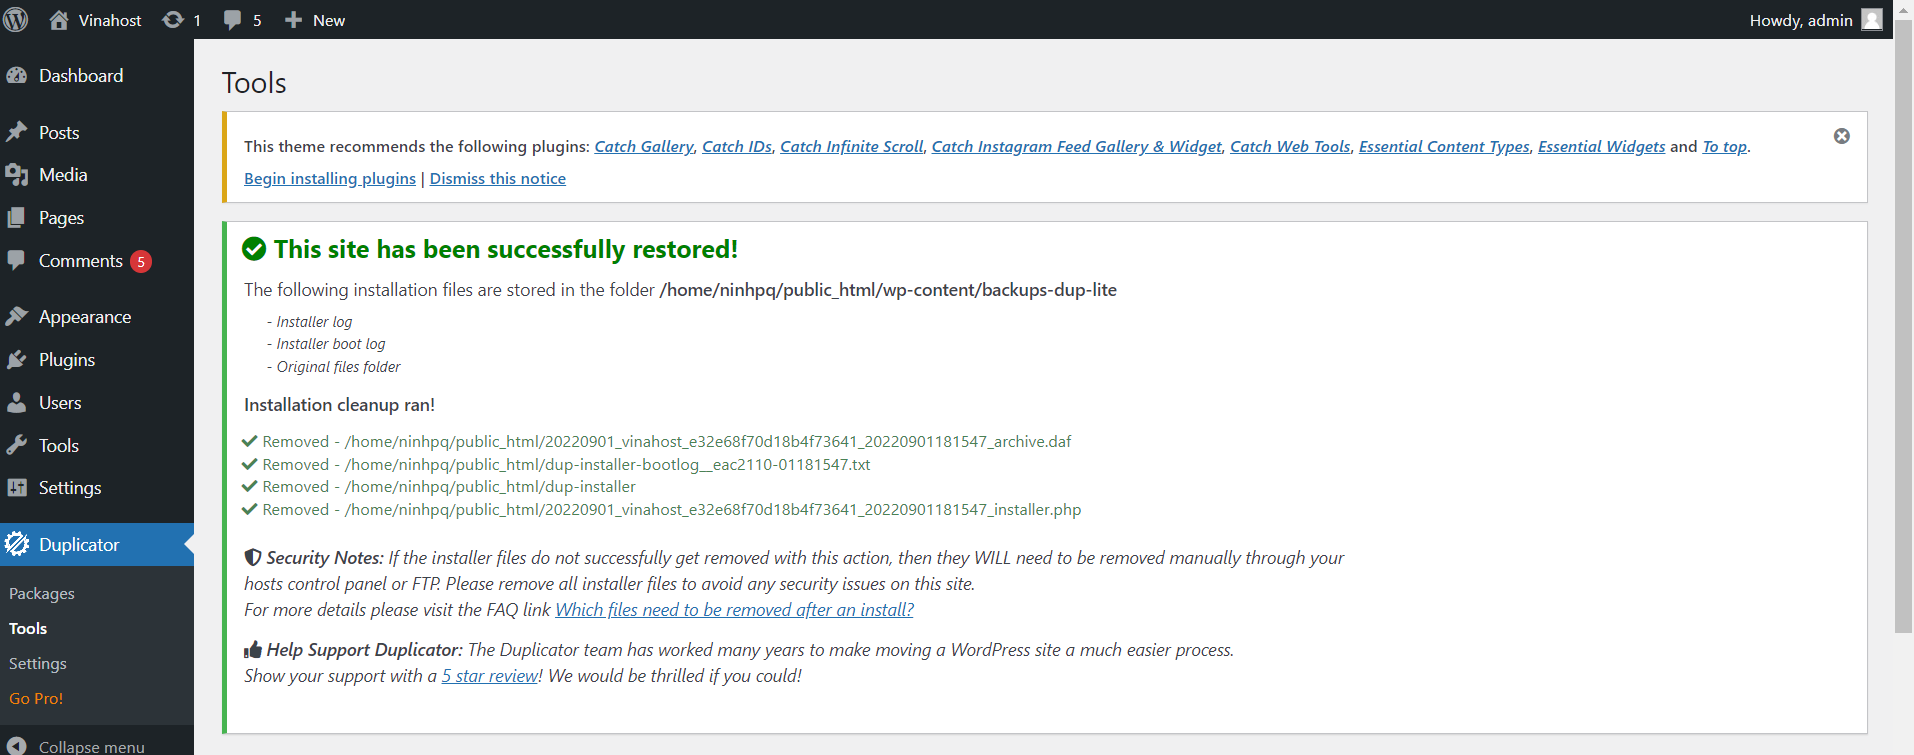 Vinahost 1 5 New Howdy, admin
Dashboard
Posts
Media
Pages
Comments 5
Appearance
Plugins
Users
Tools
Settings
Duplicator
Packages
Tools
Settings
Go Pro!
Collapse menu
Tools
This theme recommends the following plugins: Catch Gallery, Catch IDs, Catch Infinite Scroll, Catch Instagram Feed Gallery & Widget, Catch Web Tools, Essential Content Types, Essential Widgets and To top.
Begin installing plugins | Dismiss this notice
This site has been successfully restored!
The following installation files are stored in the folder /home/ninhpq/public_html/wp-content/backups-dup-lite
- Installer log
- Installer boot log
- Original files folder
Installation cleanup ran!
Removed - /home/ninhpq/public_html/20220901_vinahost_e32e68f70d18b4f73641_20220901181547_archive.daf
Removed - /home/ninhpq/public_html/dup-installer-bootlog__eac2110-01181547.txt
Removed - /home/ninhpq/public_html/dup-installer
Removed - /home/ninhpq/public_html/20220901_vinahost_e32e68f70d18b4f73641_20220901181547_installer.php
Security Notes: If the installer files do not successfully get removed with this action, then they WILL need to be removed manually through your
hosts control panel or FTP. Please remove all installer files to avoid any security issues on this site.
For more details please visit the FAQ link Which files need to be removed after an install?
Help Support Duplicator: The Duplicator team has worked many years to make moving a WordPress site a much easier process.
Show your support with a 5 star review! We would be thrilled if you could!